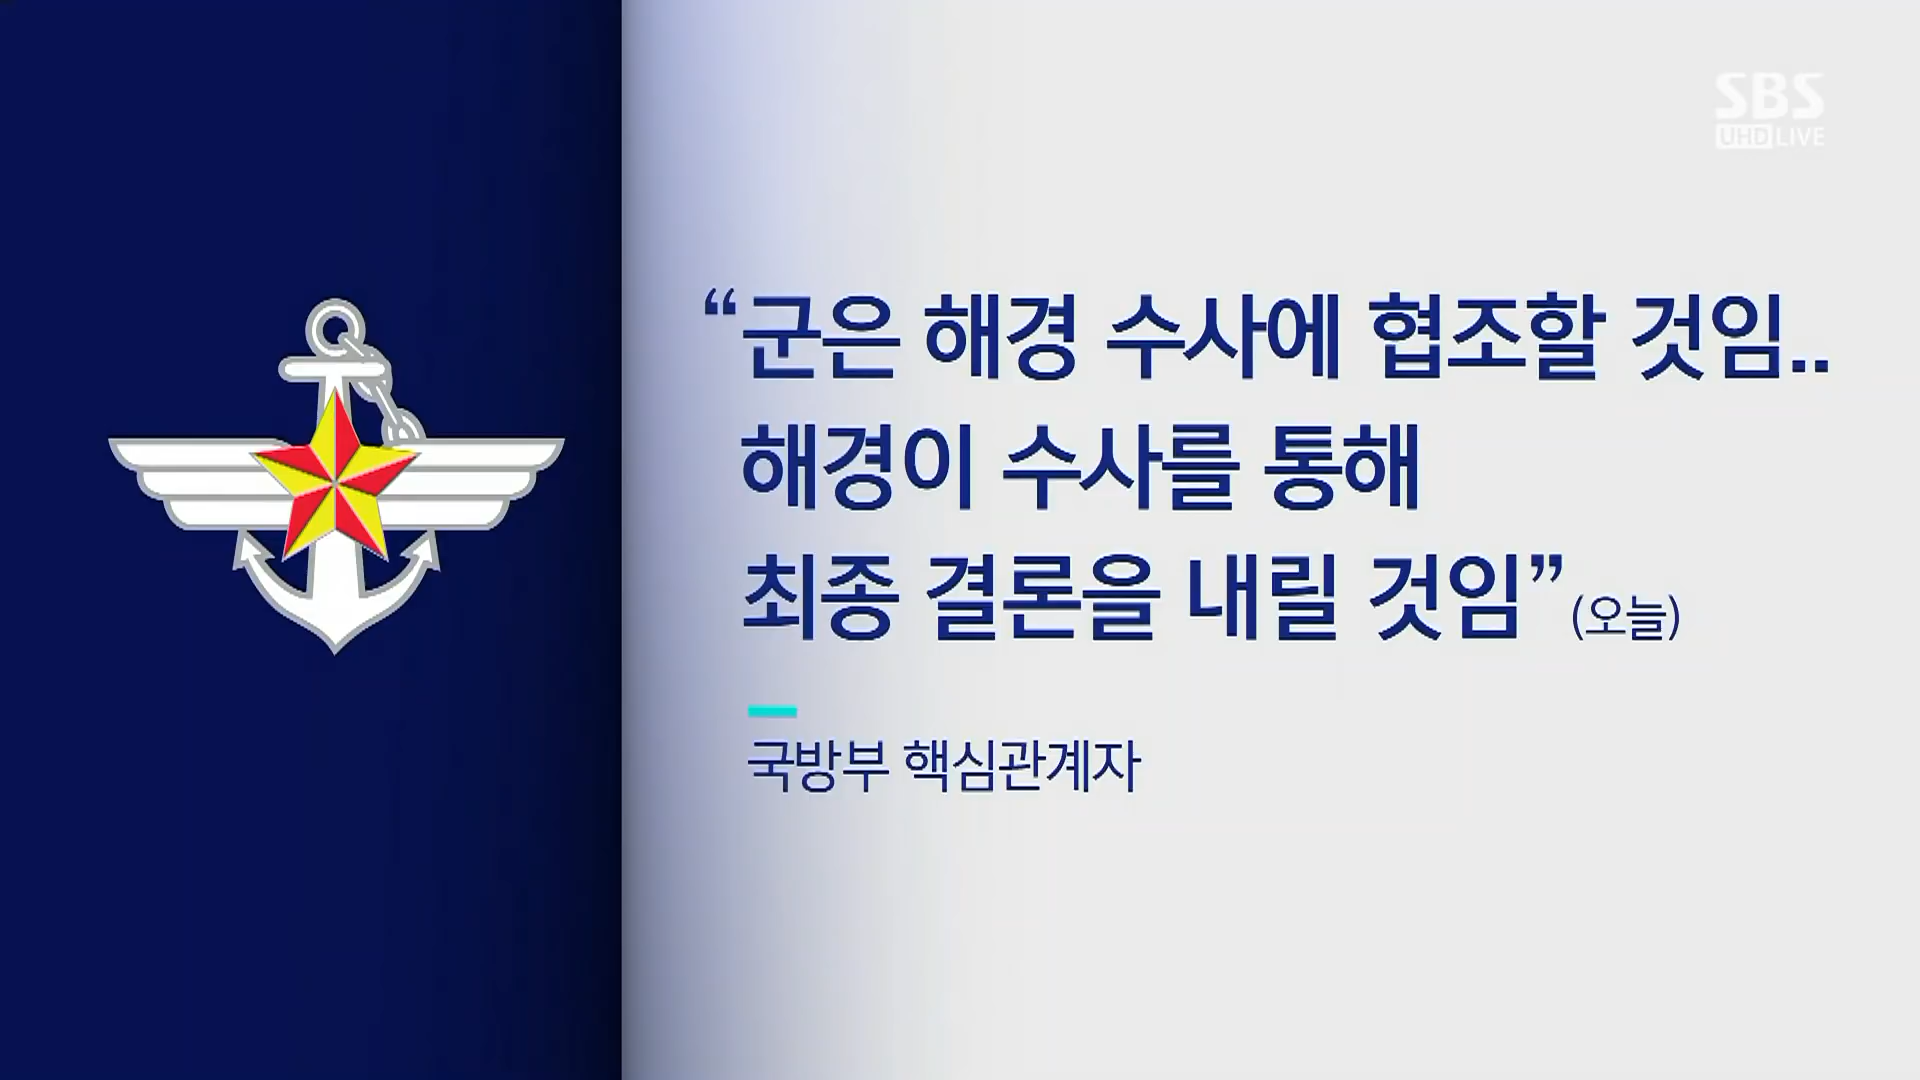 SBS
UHD LIVE
“군은 해경 수사에 협조할 것임..
해경이 수사를 통해
최종 결론을 내릴 것임” (오늘)
국방부 핵심관계자